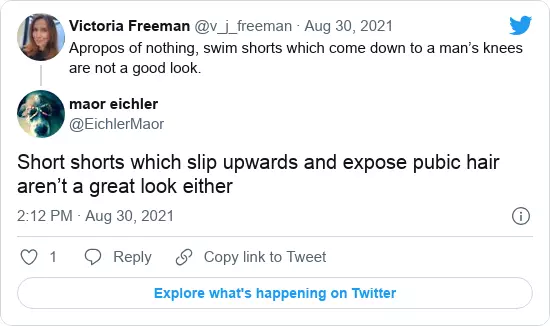 Victoria Freeman @v_j_freeman · Aug 30, 2021
Apropos of nothing, swim shorts which come down to a man’s knees
are not a good look.
maor eichler
@EichlerMaor
Short shorts which slip upwards and expose pubic hair
aren’t a great look either
2:12 PM · Aug 30, 2021
1 Reply Copy link to Tweet
Explore what's happening on Twitter